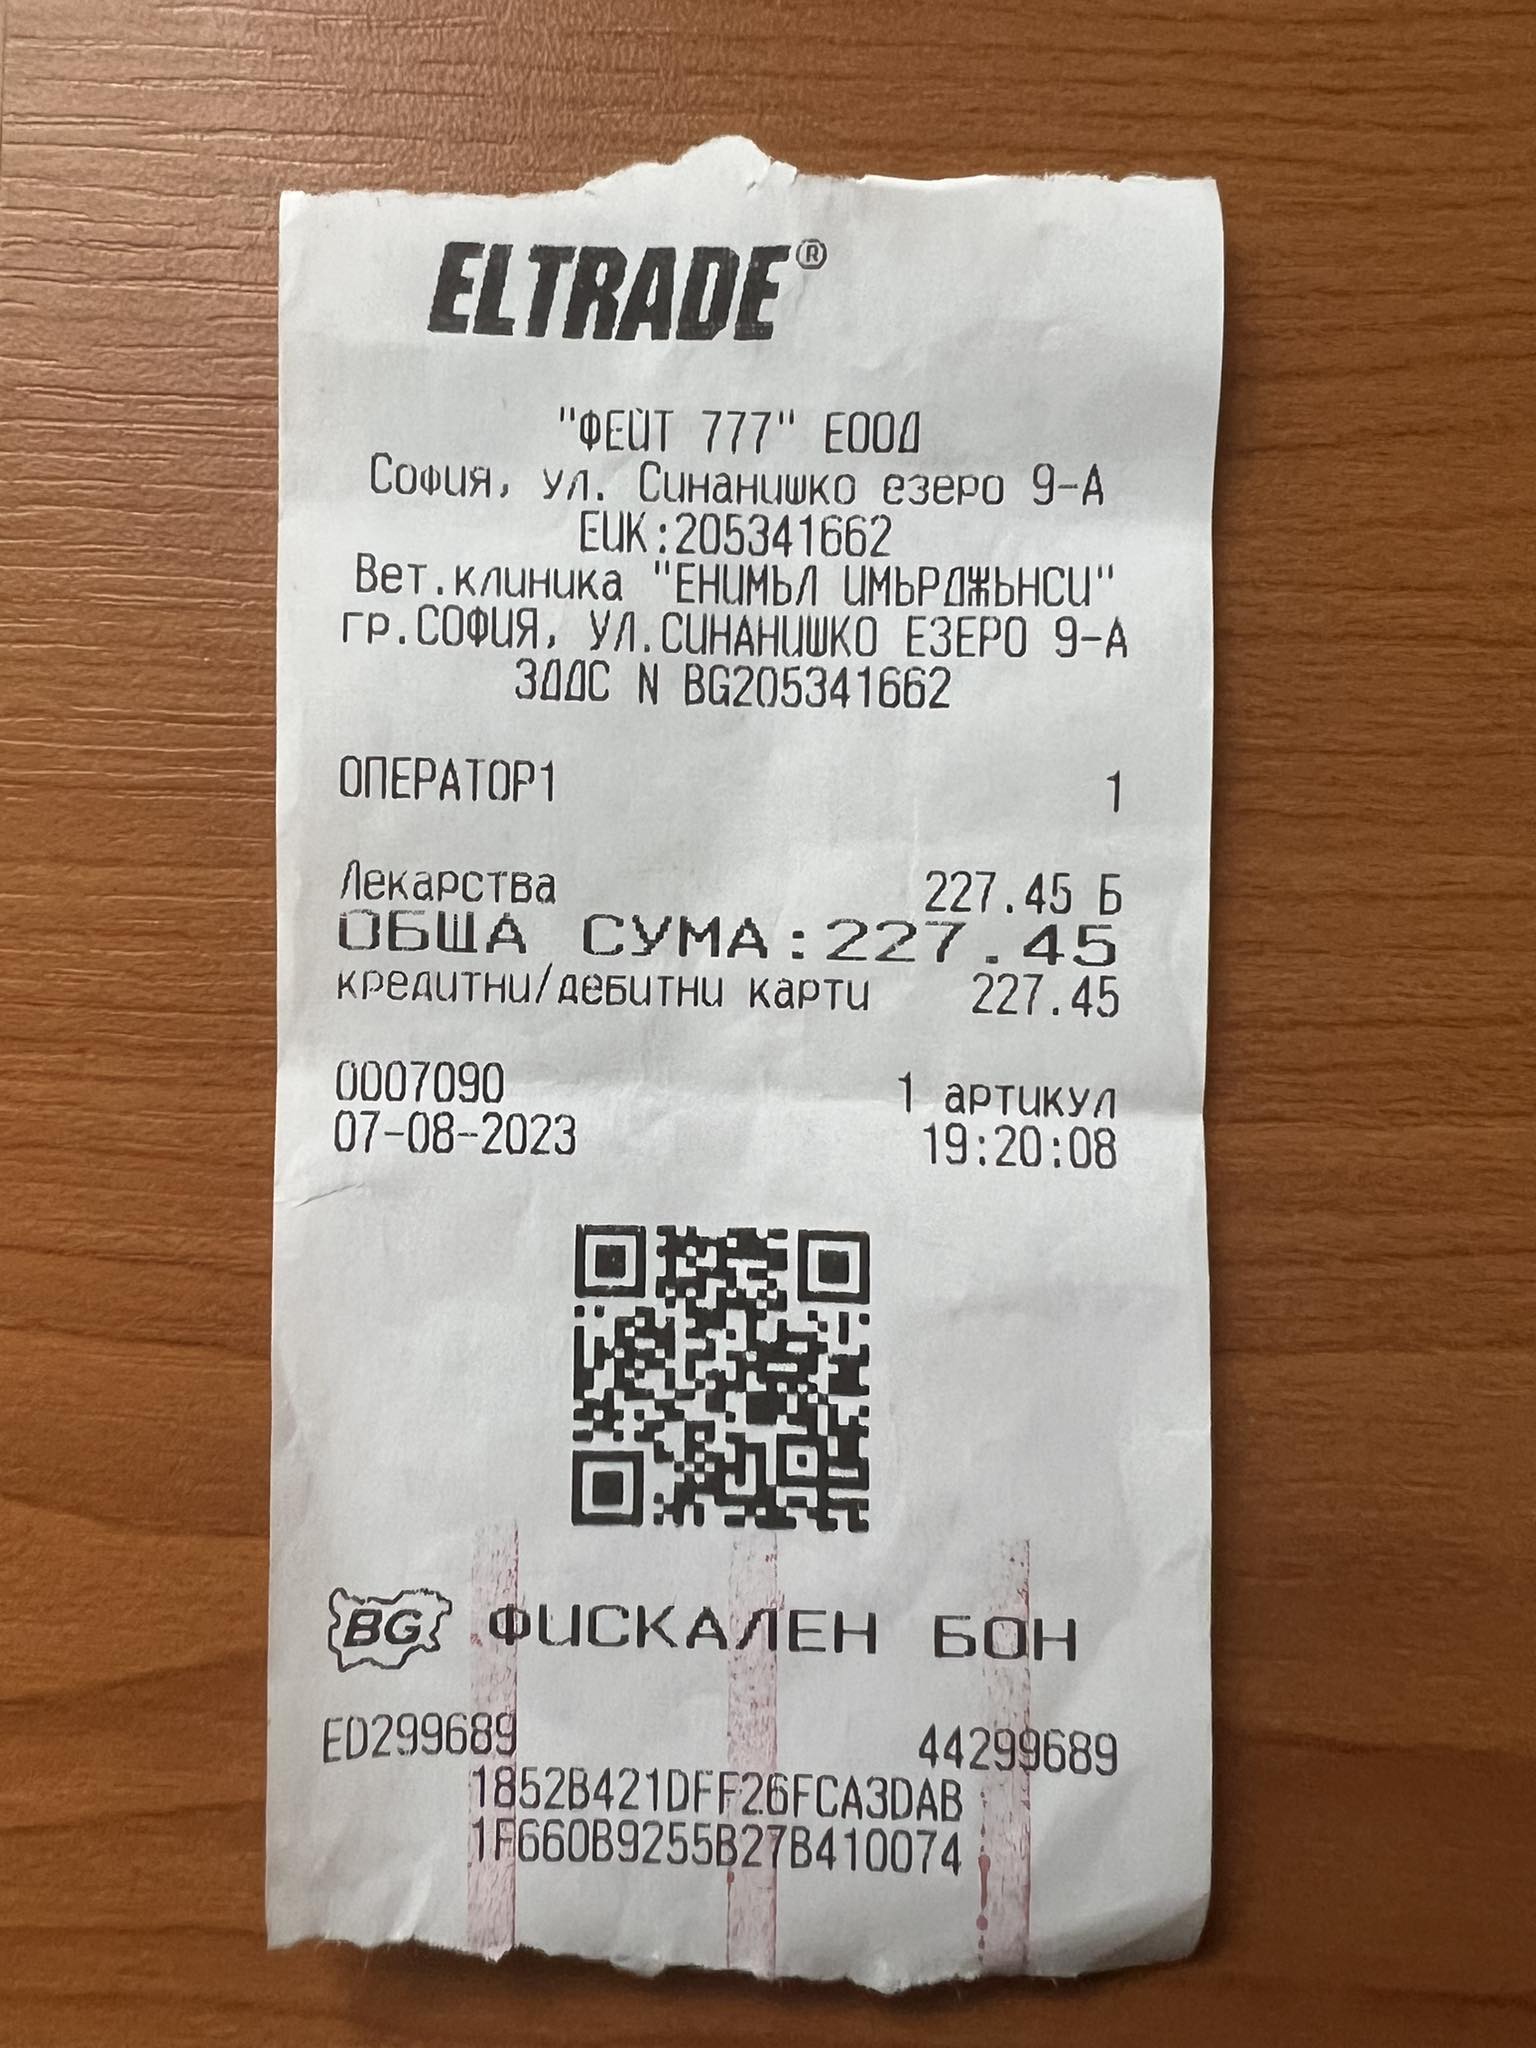 ELTRADE®
"ФЕЙТ 777" ЕООД
София, ул. Синанишко езеро 9-А
ЕИК:205341662
Вет.клиника "ЕНИМЪЛ ИМЪРДЖЪНСИ"
гр.СОФИЯ, УЛ.СИНАНИШКО ЕЗЕРО 9-А
ЗДДС N BG205341662
ОПЕРАТОР1 1
Лекарства 227.45 Б
ОБЩА СУМА:227.45
кредитни/дебитни карти 227.45
0007090 1 артикул
07-08-2023 19:20:08
BG ФИСКАЛЕН БОН
ED299689 44299689
1852B421DFF26FCA3DAB
1F660B9255B27B410074